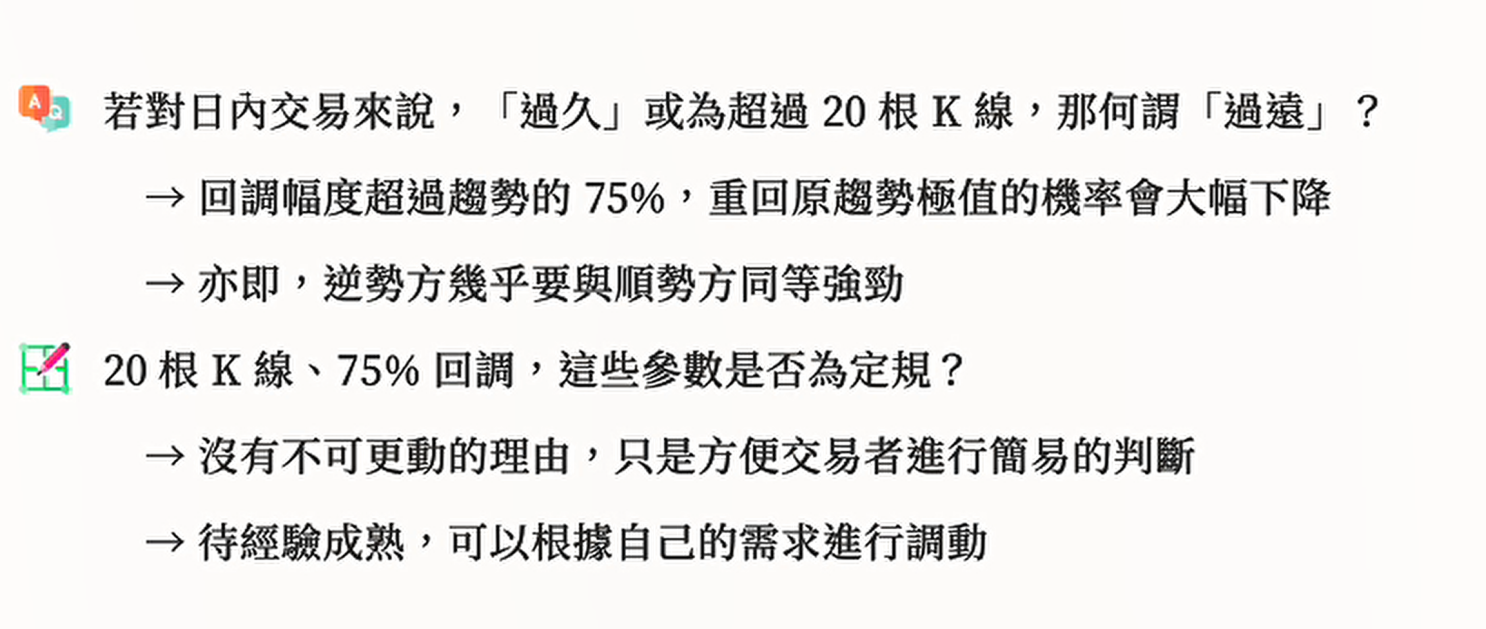 A Q 若對日內交易來說，「過久」或為超過 20 根 K 線，那何謂「過遠」？
→ 回調幅度超過趨勢的 75%，重回原趨勢極值的機率會大幅下降
→ 亦即，逆勢方幾乎要與順勢方同等強勁
20 根 K 線、75% 回調，這些參數是否為定規？
→ 沒有不可更動的理由，只是方便交易者進行簡易的判斷
→ 待經驗成熟，可以根據自己的需求進行調動